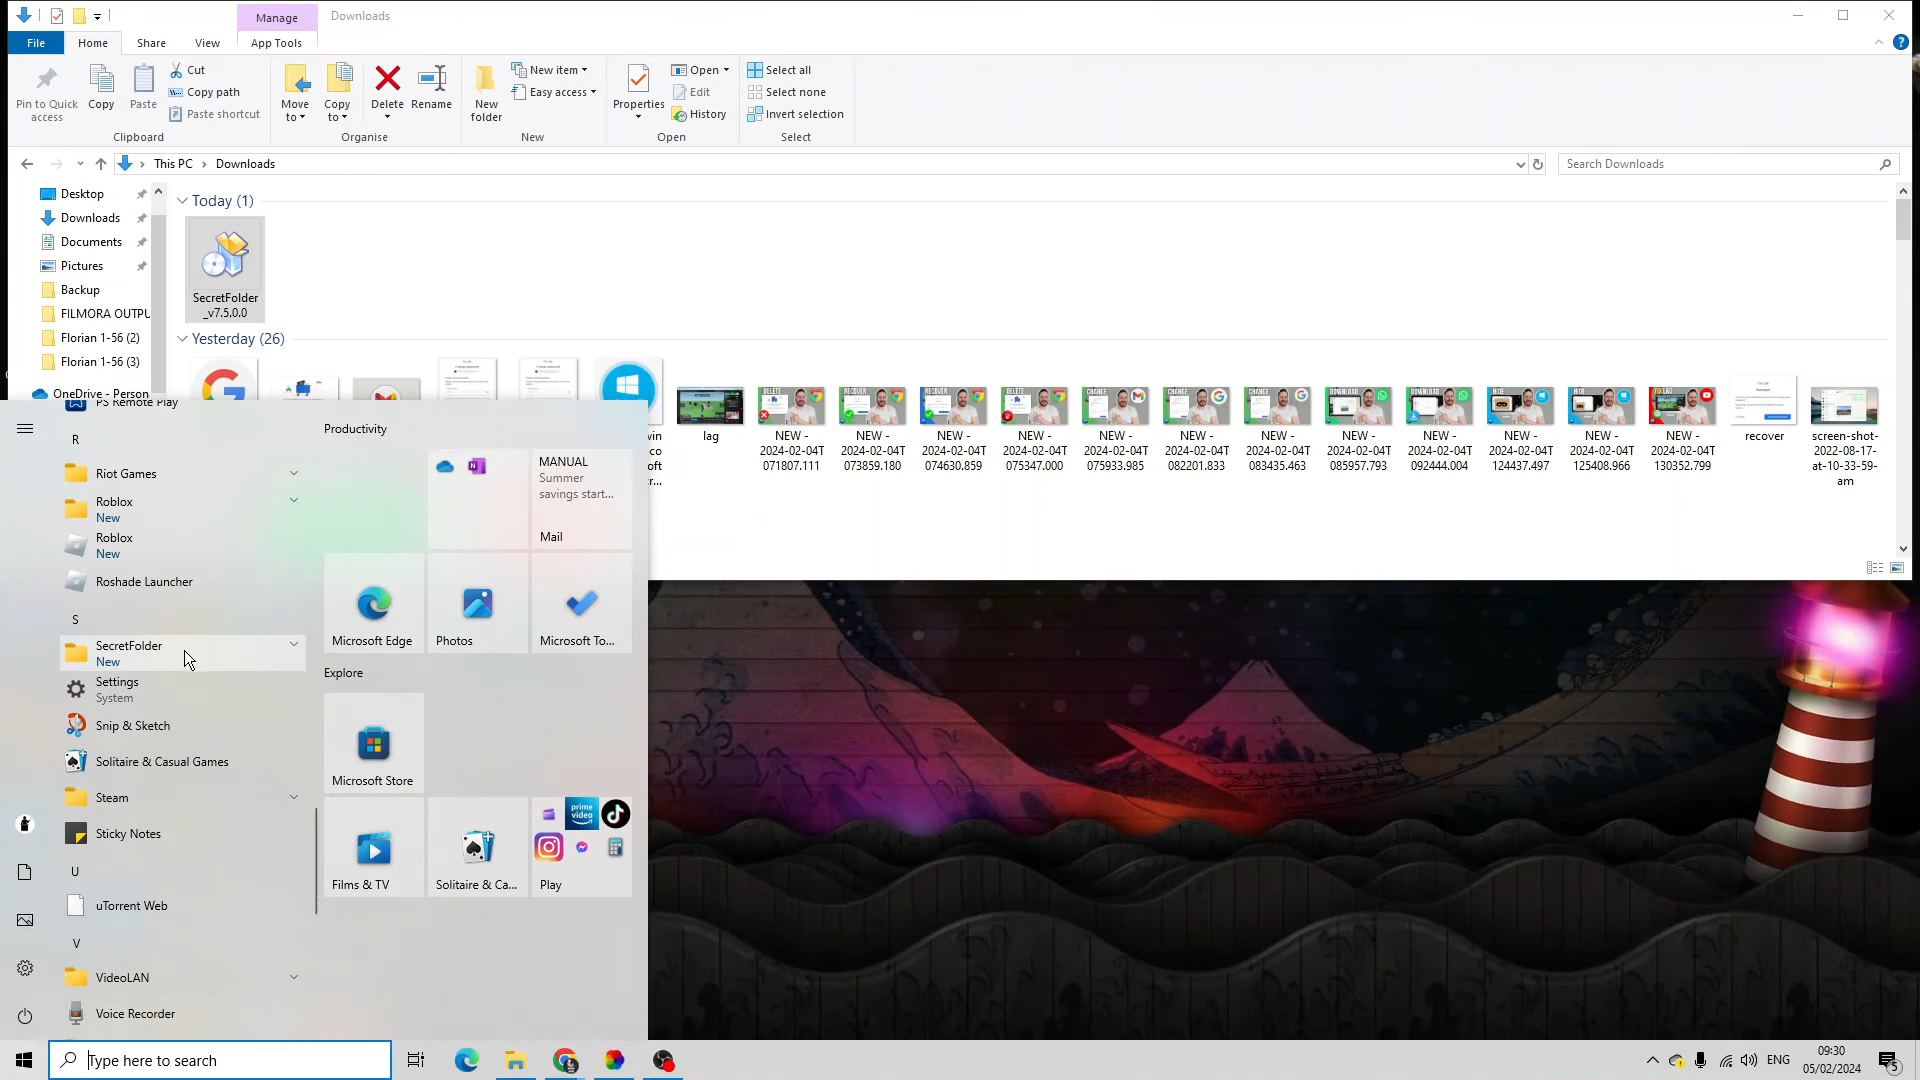 Manage
Downloads
File
Home
Share
View
App Tools
Pin to Quick
access
Copy
Paste
Cut
Copy path
Paste shortcut
Clipboard
Move
to
Copy
to
Delete
Rename
Organise
New
folder
New item
Easy access
New
Properties
Open
Edit
History
Open
Select all
Select none
Invert selection
Select
This PC
Downloads
Search Downloads
Desktop
Downloads
Documents
Pictures
Backup
FILMORA OUTPU
Florian 1-56 (2)
Florian 1-56 (3)
OneDrive - Person
Today (1)
SecretFolder
_v7.5.0.0
Yesterday (26)
lag
NEW -
2024-02-04T
071807.111
NEW -
2024-02-04T
073859.180
NEW -
2024-02-04T
074630.859
NEW -
2024-02-04T
075347.000
NEW -
2024-02-04T
075933.985
NEW -
2024-02-04T
082201.833
NEW -
2024-02-04T
083435.463
NEW -
2024-02-04T
085957.793
NEW -
2024-02-04T
092444.004
NEW -
2024-02-04T
124437.497
NEW -
2024-02-04T
125408.966
NEW -
2024-02-04T
130352.799
recover
screen-shot-
2022-08-17-
at-10-33-59-
am
PS Remote Play
R
Riot Games
Roblox
New
Roblox
New
Roshade Launcher
S
SecretFolder
New
Settings
System
Snip & Sketch
Solitaire & Casual Games
Steam
Sticky Notes
U
uTorrent Web
V
VideoLAN
Voice Recorder
Productivity
MANUAL
Summer
savings start...
Mail
Microsoft Edge
Photos
Microsoft To...
Explore
Microsoft Store
Films & TV
Solitaire & Ca...
prime
video
Play
Type here to search
ENG
09:30
05/02/2024
5